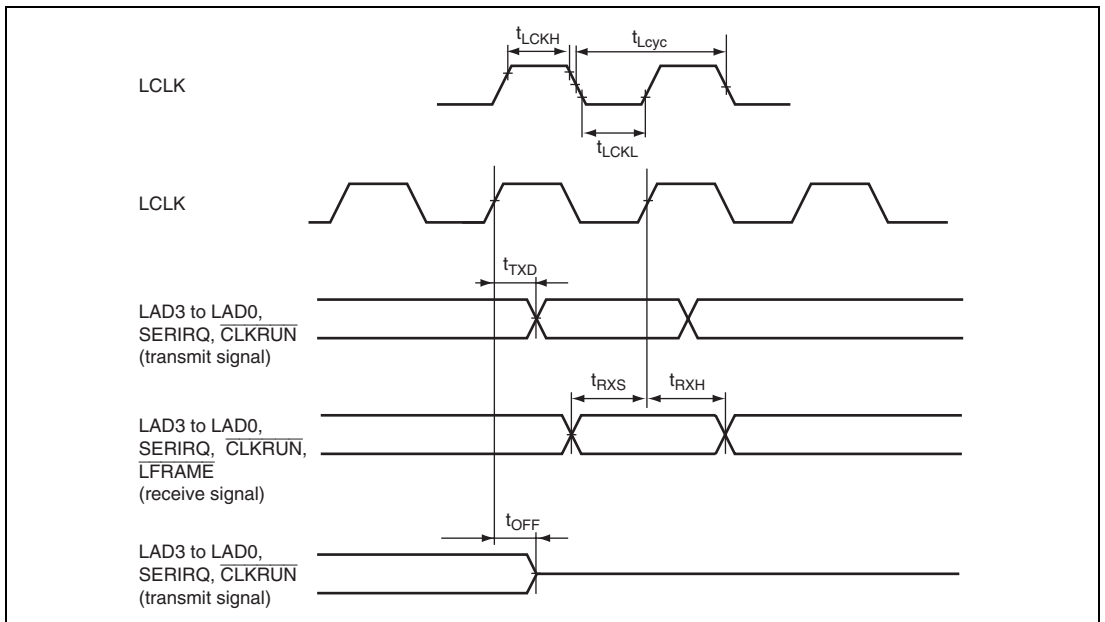 tLCKH
tLcyc
LCLK
tLCKL
LCLK
tTXD
LAD3 to LAD0,
SERIRQ, CLKRUN
(transmit signal)
tRXS
tRXH
LAD3 to LAD0,
SERIRQ, CLKRUN,
LFRAME
(receive signal)
tOFF
LAD3 to LAD0,
SERIRQ, CLKRUN
(transmit signal)